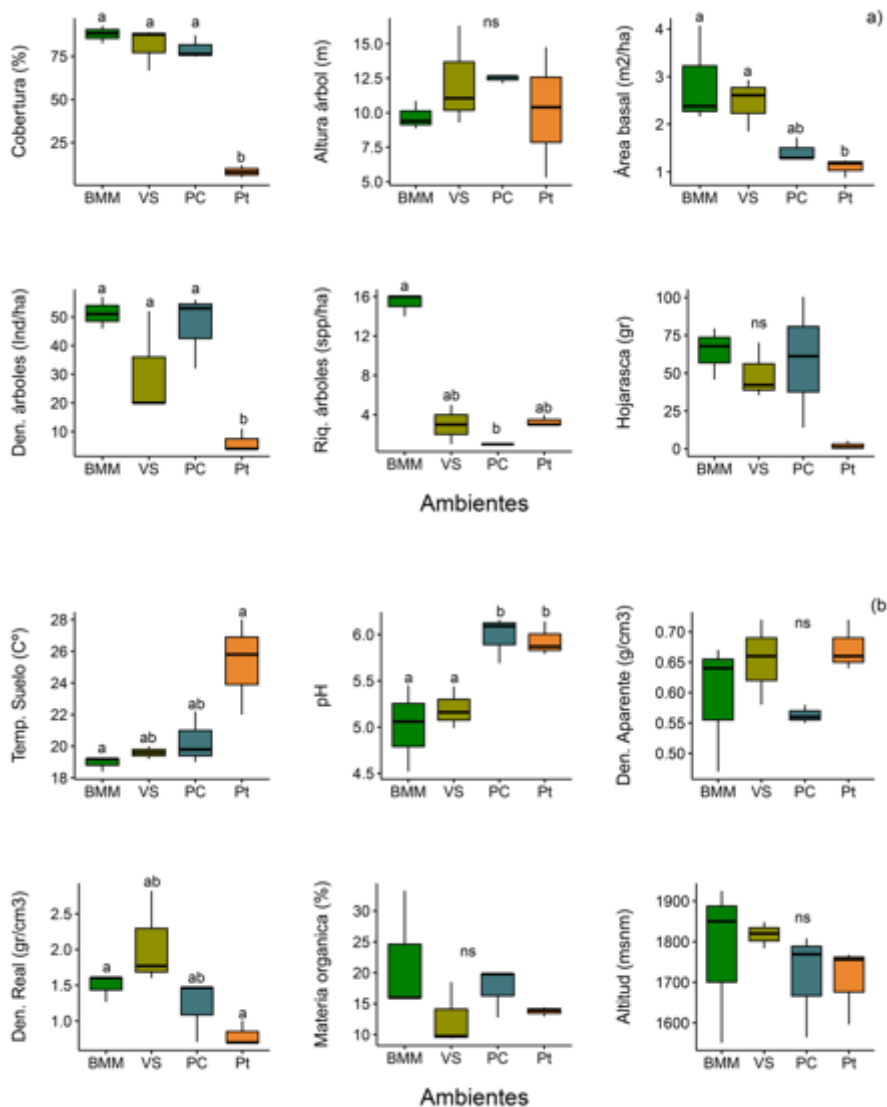 a)
Cobertura (%)
75
50
25
a a a b
BMM VS PC Pt
Altura árbol (m)
12.5
10.0
7.5
5.0
ns
BMM VS PC Pt
Área basal (m2/ha)
4
3
2
1
a a ab b
BMM VS PC Pt
Den. árboles (Ind/ha)
50
40
30
20
10
a a a b
BMM VS PC Pt
Riq. árboles (spp/ha)
16
12
8
4
a ab b ab
BMM VS PC Pt
Hojarasca (gr)
100
75
50
25
0
ns
BMM VS PC Pt
Ambientes
(b
Temp. Suelo (Cº)
28
26
24
22
20
18
a ab ab a
BMM VS PC Pt
pH
6.0
5.5
5.0
4.5
a a b b
BMM VS PC Pt
Den. Aparente (g/cm3)
0.70
0.65
0.60
0.55
0.50
ns
BMM VS PC Pt
Den. Real (gr/cm3)
2.5
2.0
1.5
1.0
a ab ab a
BMM VS PC Pt
Materia organica (%)
30
25
20
15
10
ns
BMM VS PC Pt
Altitud (msnm)
1900
1800
1700
1600
ns
BMM VS PC Pt
Ambientes